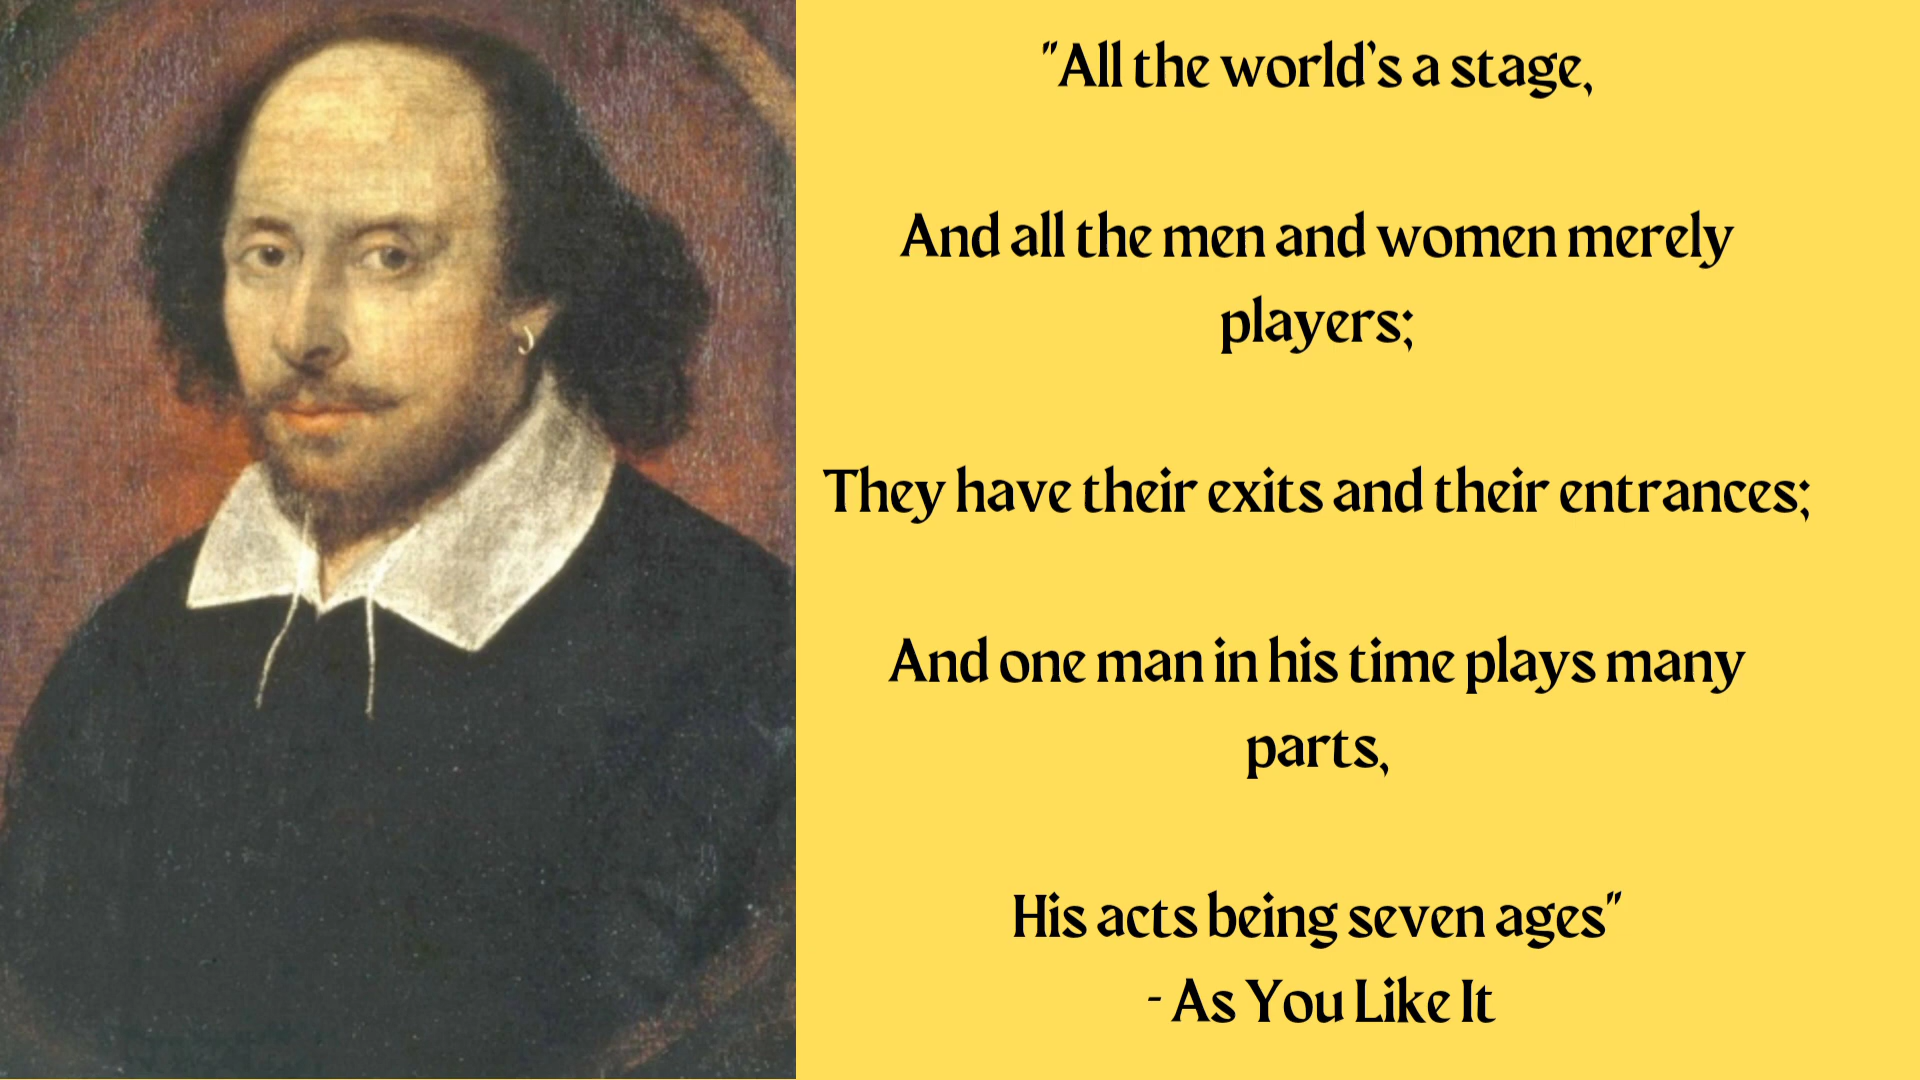 "All the world's a stage,
And all the men and women merely
players;
They have their exits and their entrances;
And one man in his time plays many
parts,
His acts being seven ages"
- As You Like It